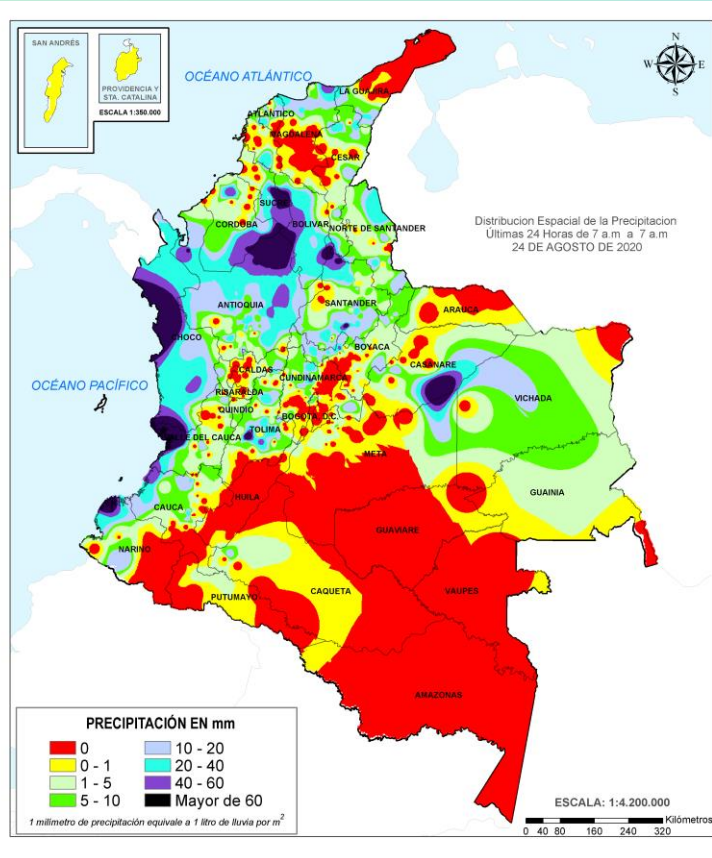 SAN ANDRÉS
PROVIDENCIA Y
STA. CATALINA
ESCALA 1:350.000
OCÉANO ATLÁNTICO
N
W
E
S
LA GUAJIRA
ATLANTICO
MAGDALENA
CESAR
SUCRE
CORDOBA
BOLIVAR
NORTE DE SANTANDER
Distribucion Espacial de la Precipitacion
Últimas 24 Horas de 7 a.m a 7 a.m
24 DE AGOSTO DE 2020
ANTIOQUIA
SANTANDER
ARAUCA
CHOCO
BOYACA
CASANARE
CALDAS
CUNDINAMARCA
OCÉANO PACÍFICO
RISARALDA
VICHADA
QUINDIO
BOGOTA, D.C.
TOLIMA
VALLE DEL CAUCA
META
GUAINIA
HUILA
CAUCA
GUAVIARE
NARIÑO
CAQUETA
VAUPES
PUTUMAYO
AMAZONAS
PRECIPITACIÓN EN mm
0
10 - 20
0 - 1
20 - 40
1 - 5
40 - 60
5 - 10
Mayor de 60
1 milimetro de precipitación equivale a 1 litro de lluvia por m²
ESCALA: 1:4.200.000
Kilómetros
0 40 80 160 240 320